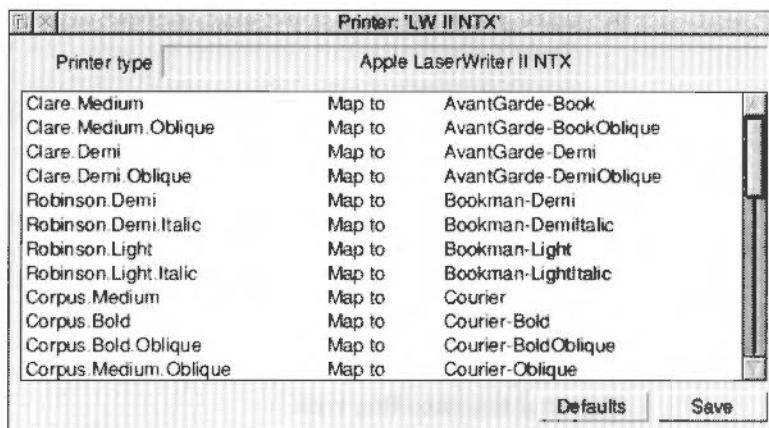 Printer: 'LW II NTX'
Printer type Apple LaserWriter II NTX
Clare.Medium Map to AvantGarde-Book
Clare.Medium.Oblique Map to AvantGarde-BookOblique
Clare.Demi Map to AvantGarde-Demi
Clare.Demi.Oblique Map to AvantGarde-DemiOblique
Robinson.Demi Map to Bookman-Demi
Robinson.Demi.Italic Map to Bookman-DemiItalic
Robinson.Light Map to Bookman-Light
Robinson.Light.Italic Map to Bookman-LightItalic
Corpus.Medium Map to Courier
Corpus.Bold Map to Courier-Bold
Corpus.Bold.Oblique Map to Courier-BoldOblique
Corpus.Medium.Oblique Map to Courier-Oblique
Defaults Save